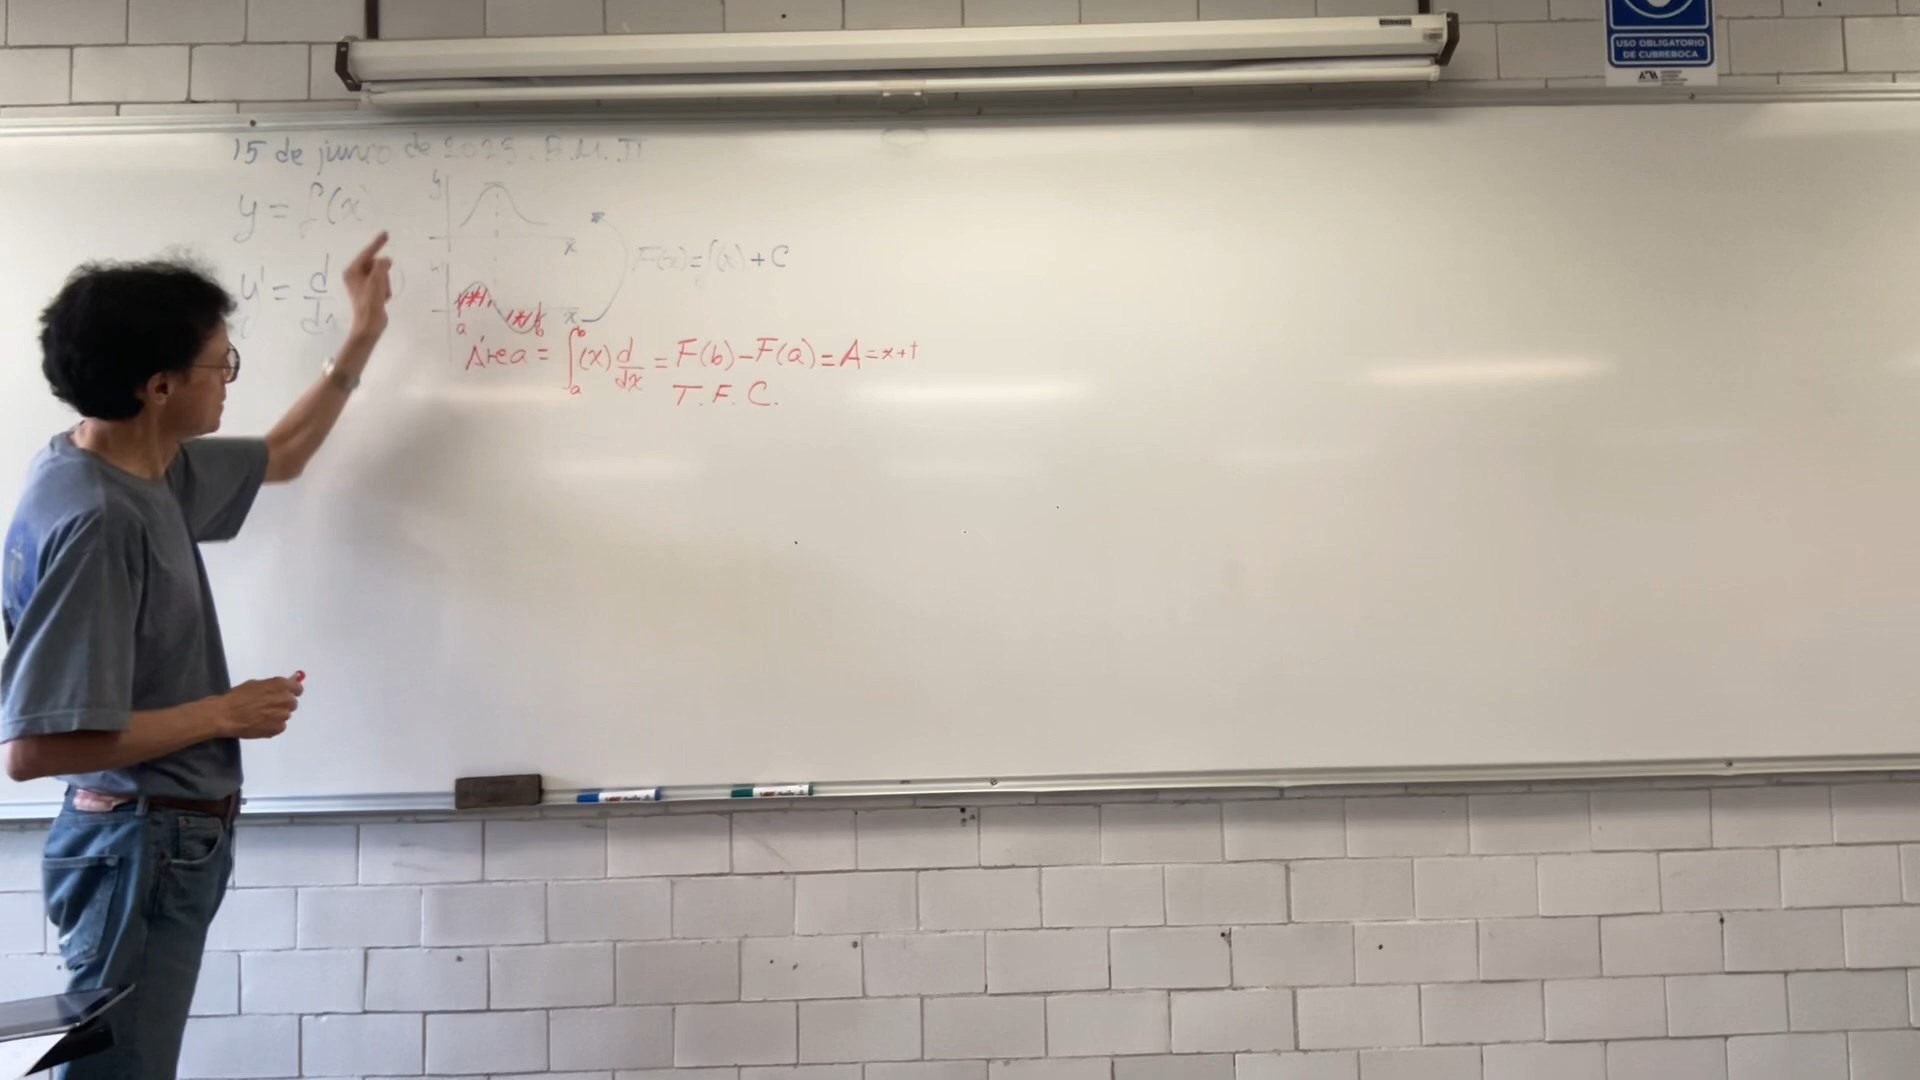 USO OBLIGATORIO
DE CUBREBOCA
15 de junio de 2023. B.M. II
y = f(x
y
x
y' = d
dx
F(x) = f(x) + C
a
b
x
Área = ∫ₐᵇ (x) d/dx = F(b) - F(a) = A = x + t
T. F. C.